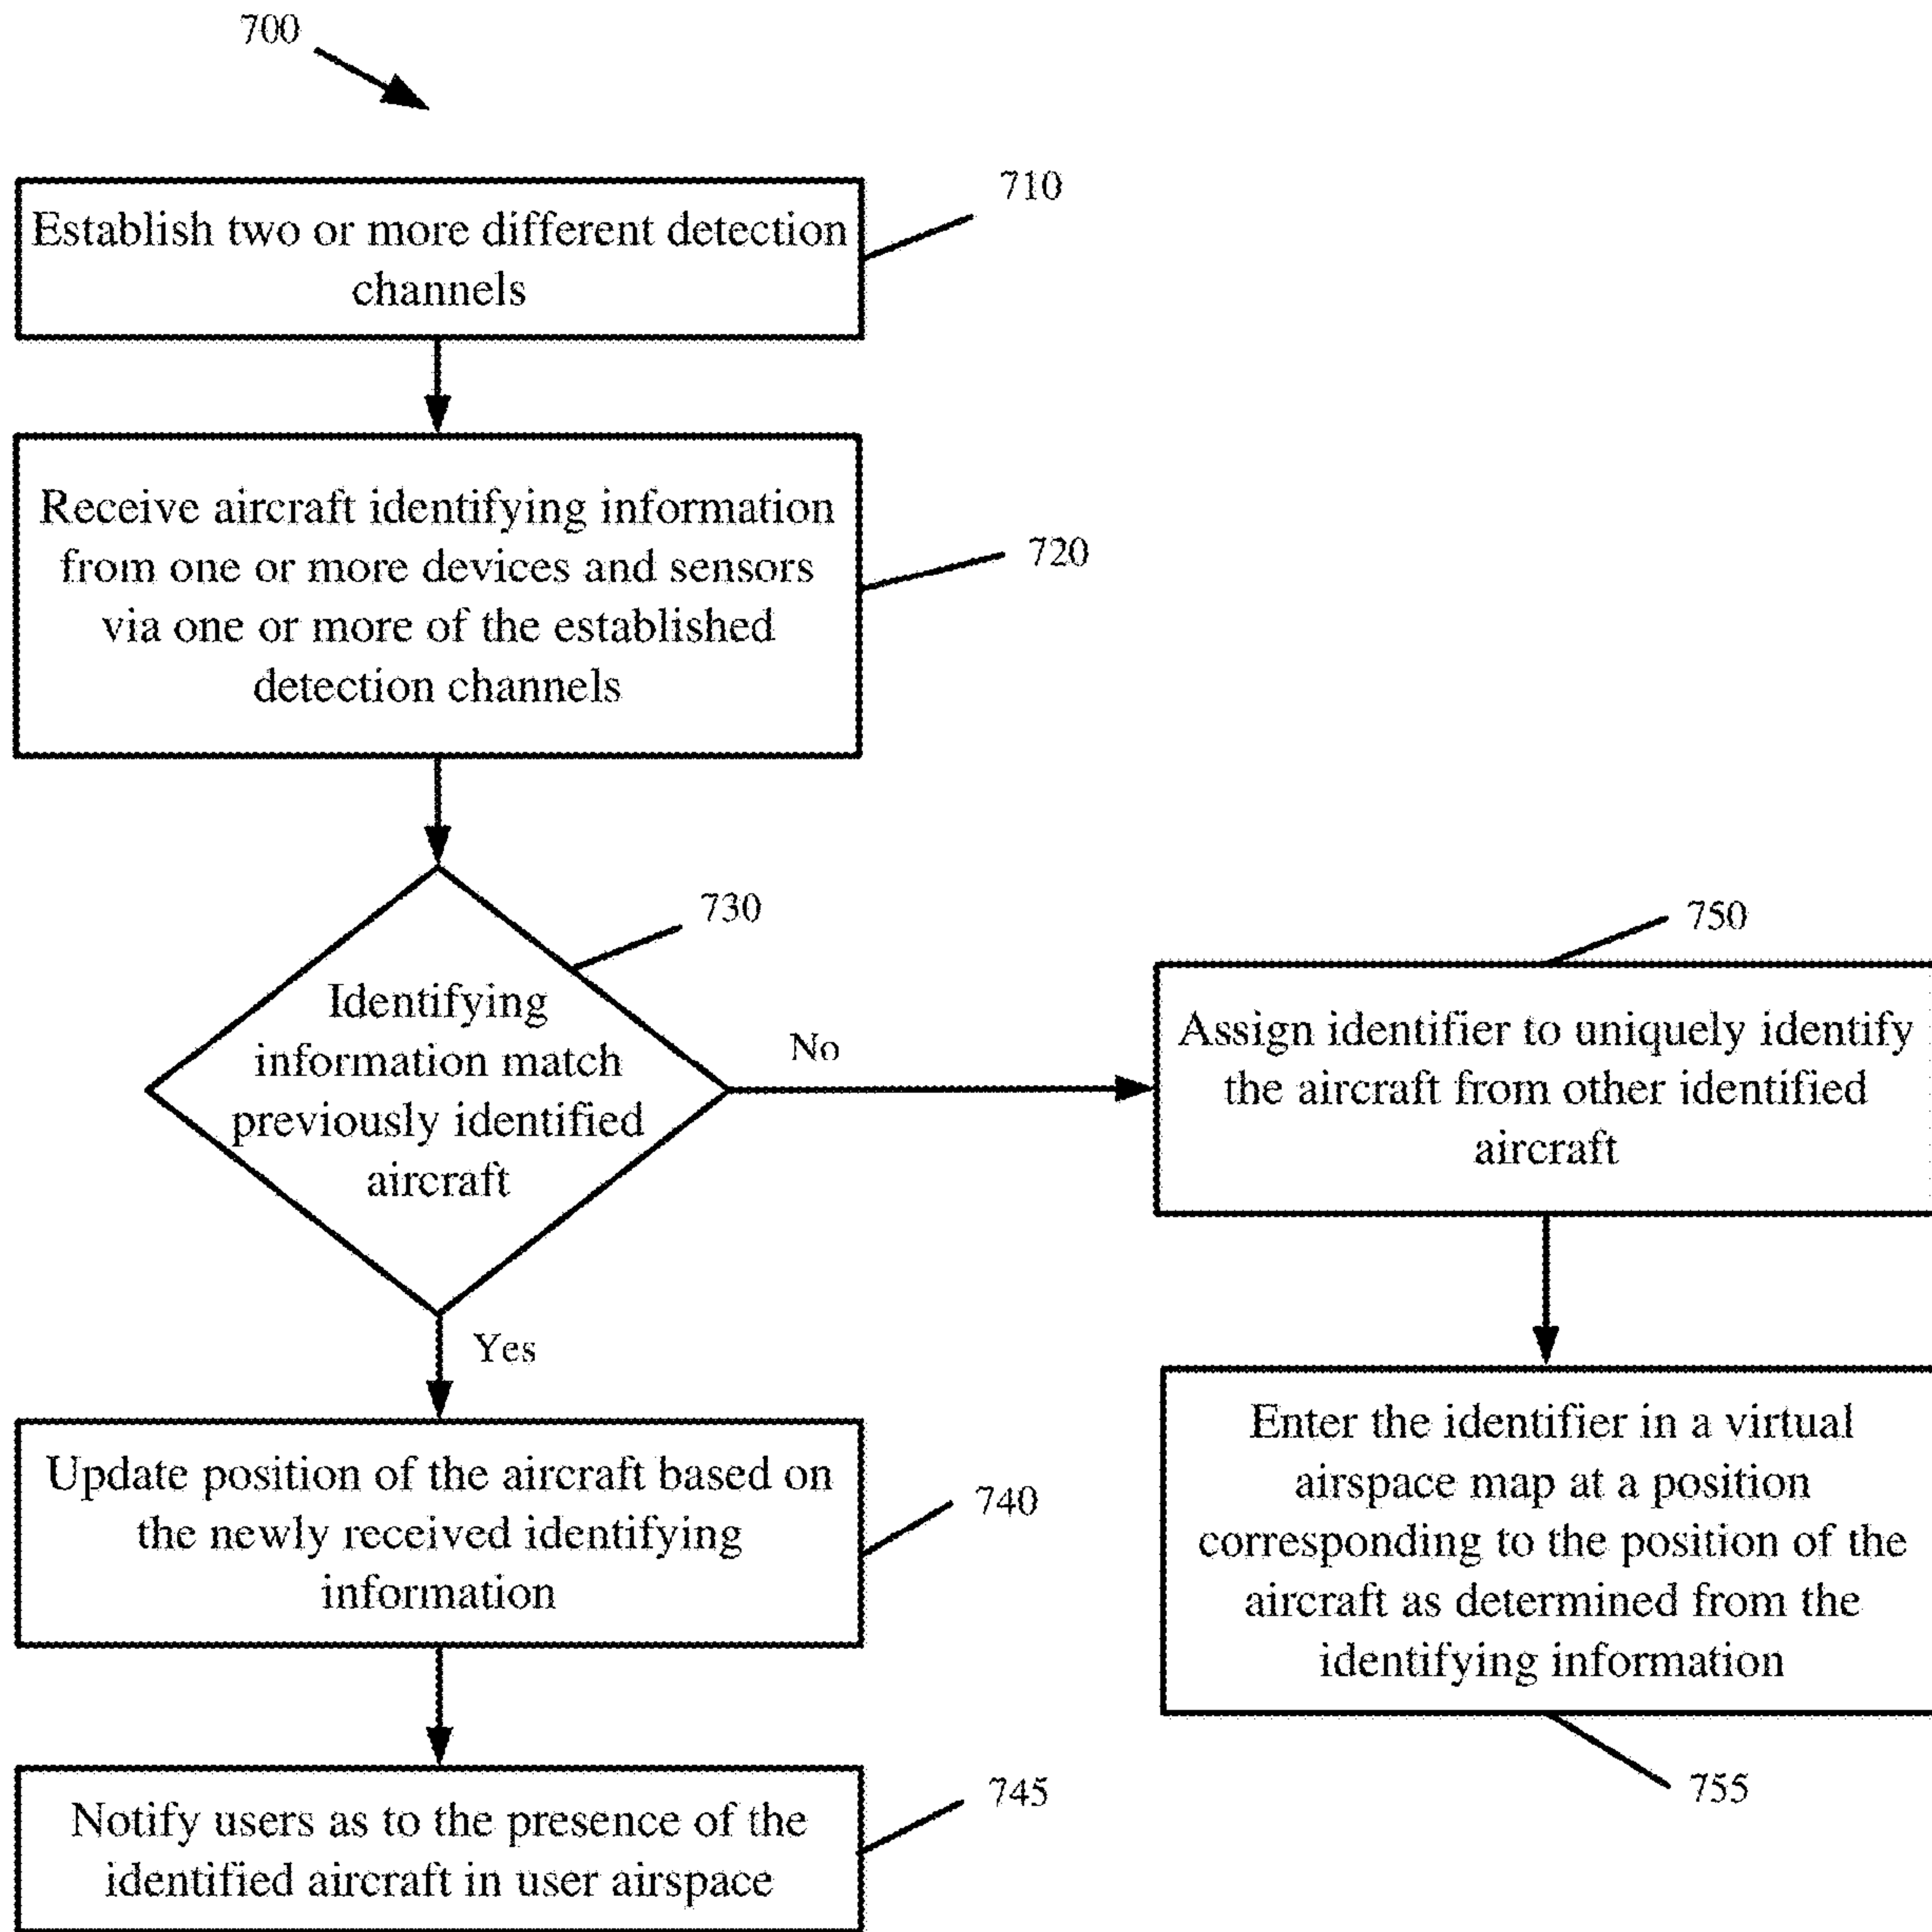 700
710
Establish two or more different detection
channels
Receive aircraft identifying information
from one or more devices and sensors
via one or more of the established
detection channels
720
730
Identifying
information match
previously identified
aircraft
No
Yes
750
Assign identifier to uniquely identify
the aircraft from other identified
aircraft
Update position of the aircraft based on
the newly received identifying
information
740
Enter the identifier in a virtual
airspace map at a position
corresponding to the position of the
aircraft as determined from the
identifying information
755
745
Notify users as to the presence of the
identified aircraft in user airspace